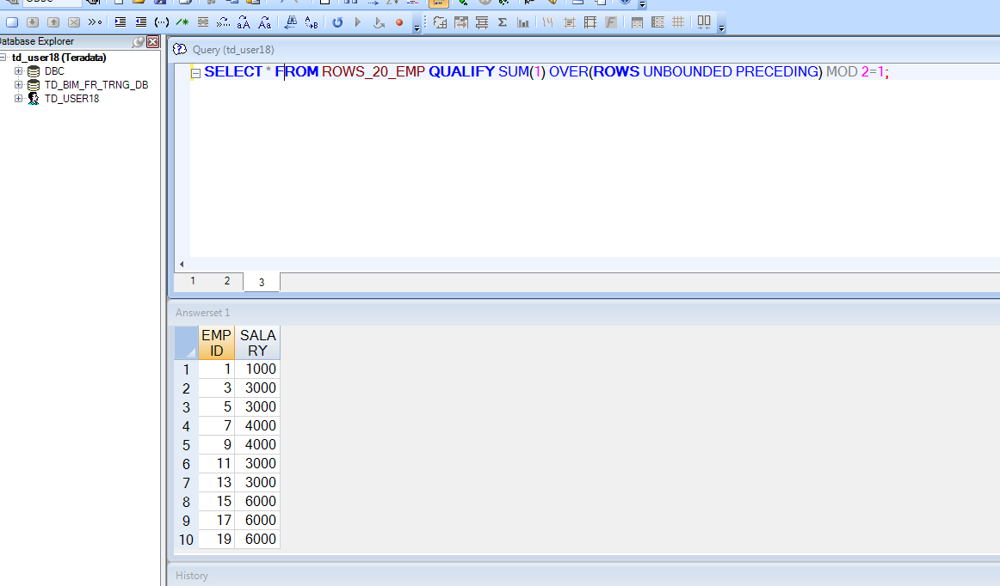 Database Explorer
td_user18 (Teradata)
DBC
TD_BIM_FR_TRNG_DB
TD_USER18
Query (td_user18)
SELECT * FROM ROWS_20_EMP QUALIFY SUM(1) OVER(ROWS UNBOUNDED PRECEDING) MOD 2=1;
1 2 3
Answerset 1
EMP SALA
ID RY
1 1 1000
2 3 3000
3 5 3000
4 7 4000
5 9 4000
6 11 3000
7 13 3000
8 15 6000
9 17 6000
10 19 6000
History